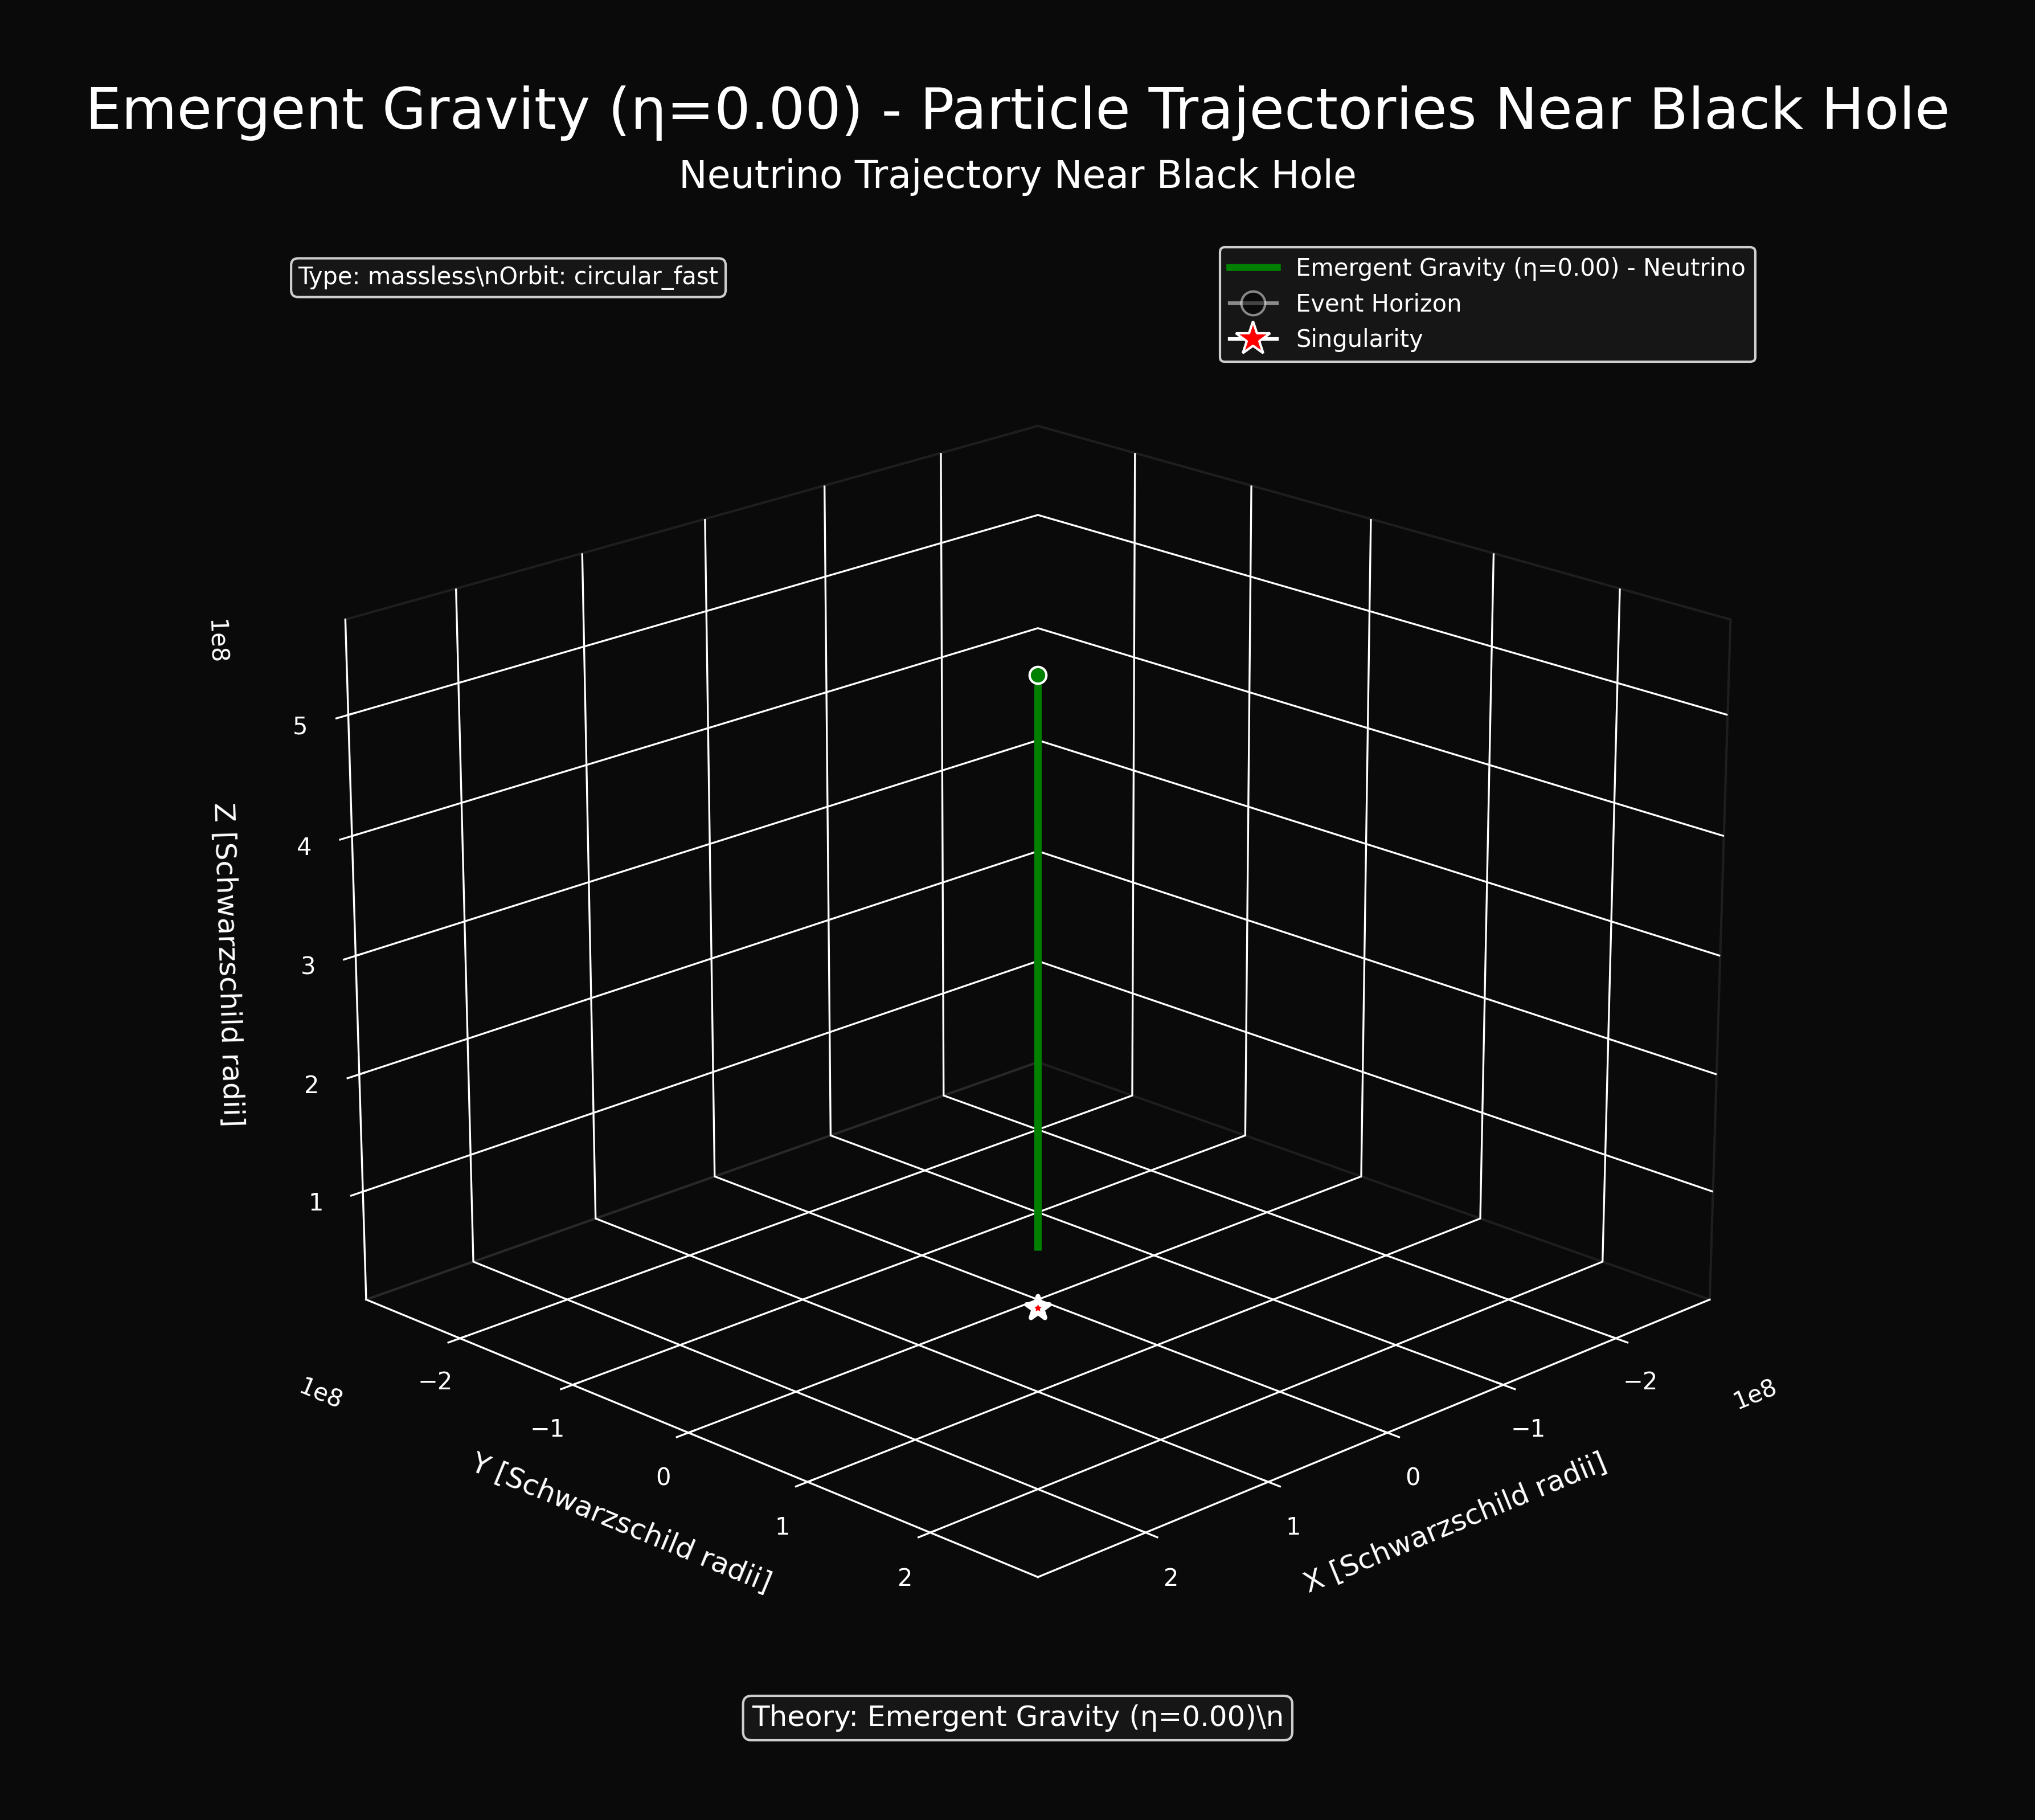 Emergent Gravity (η=0.00) - Particle Trajectories Near Black Hole
Neutrino Trajectory Near Black Hole
Type: massless\nOrbit: circular_fast
Emergent Gravity (η=0.00) - Neutrino
Event Horizon
Singularity
1e8
5
4
3
2
1
Z [Schwarzschild radii]
1e8
−2
−1
0
1
2
Y [Schwarzschild radii]
1e8
−2
−1
0
1
2
X [Schwarzschild radii]
Theory: Emergent Gravity (η=0.00)\n